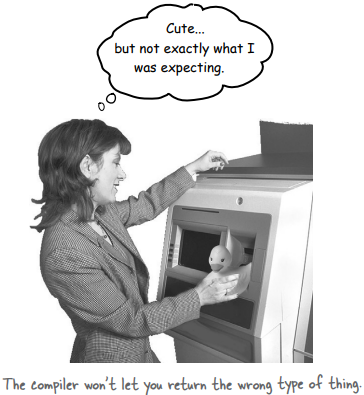 Cute...
but not exactly what I
was expecting.
The compiler won't let you return the wrong type of thing.